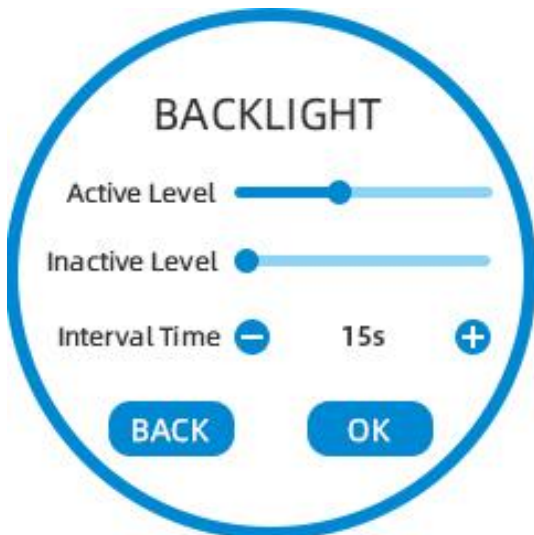 BACKLIGHT
Active Level
Inactive Level
Interval Time 15s
BACK OK